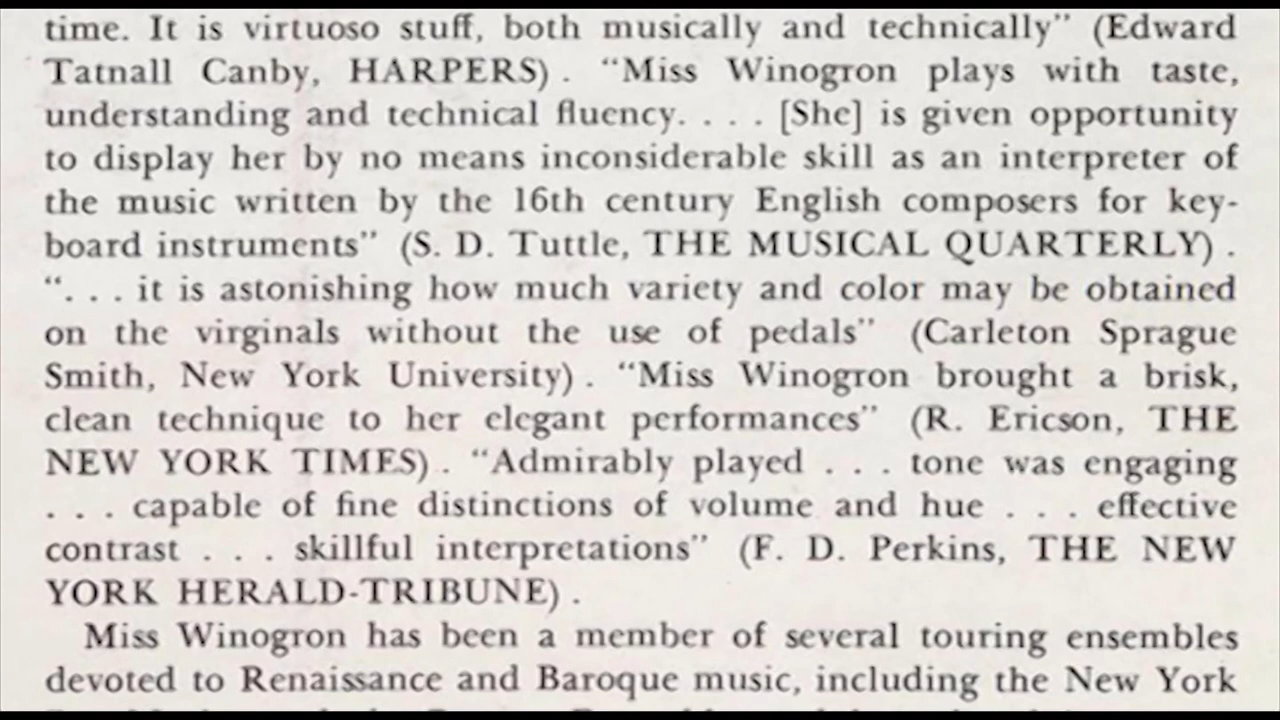 time. It is virtuoso stuff, both musically and technically” (Edward
Tatnall Canby, HARPERS) . “Miss Winogron plays with taste,
understanding and technical fluency. . . . [She] is given opportunity
to display her by no means inconsiderable skill as an interpreter of
the music written by the 16th century English composers for key-
board instruments” (S. D. Tuttle, THE MUSICAL QUARTERLY) .
“. . . it is astonishing how much variety and color may be obtained
on the virginals without the use of pedals” (Carleton Sprague
Smith, New York University) . “Miss Winogron brought a brisk,
clean technique to her elegant performances” (R. Ericson, THE
NEW YORK TIMES) . “Admirably played . . . tone was engaging
. . . capable of fine distinctions of volume and hue . . . effective
contrast . . . skillful interpretations” (F. D. Perkins, THE NEW
YORK HERALD-TRIBUNE) .
Miss Winogron has been a member of several touring ensembles
devoted to Renaissance and Baroque music, including the New York